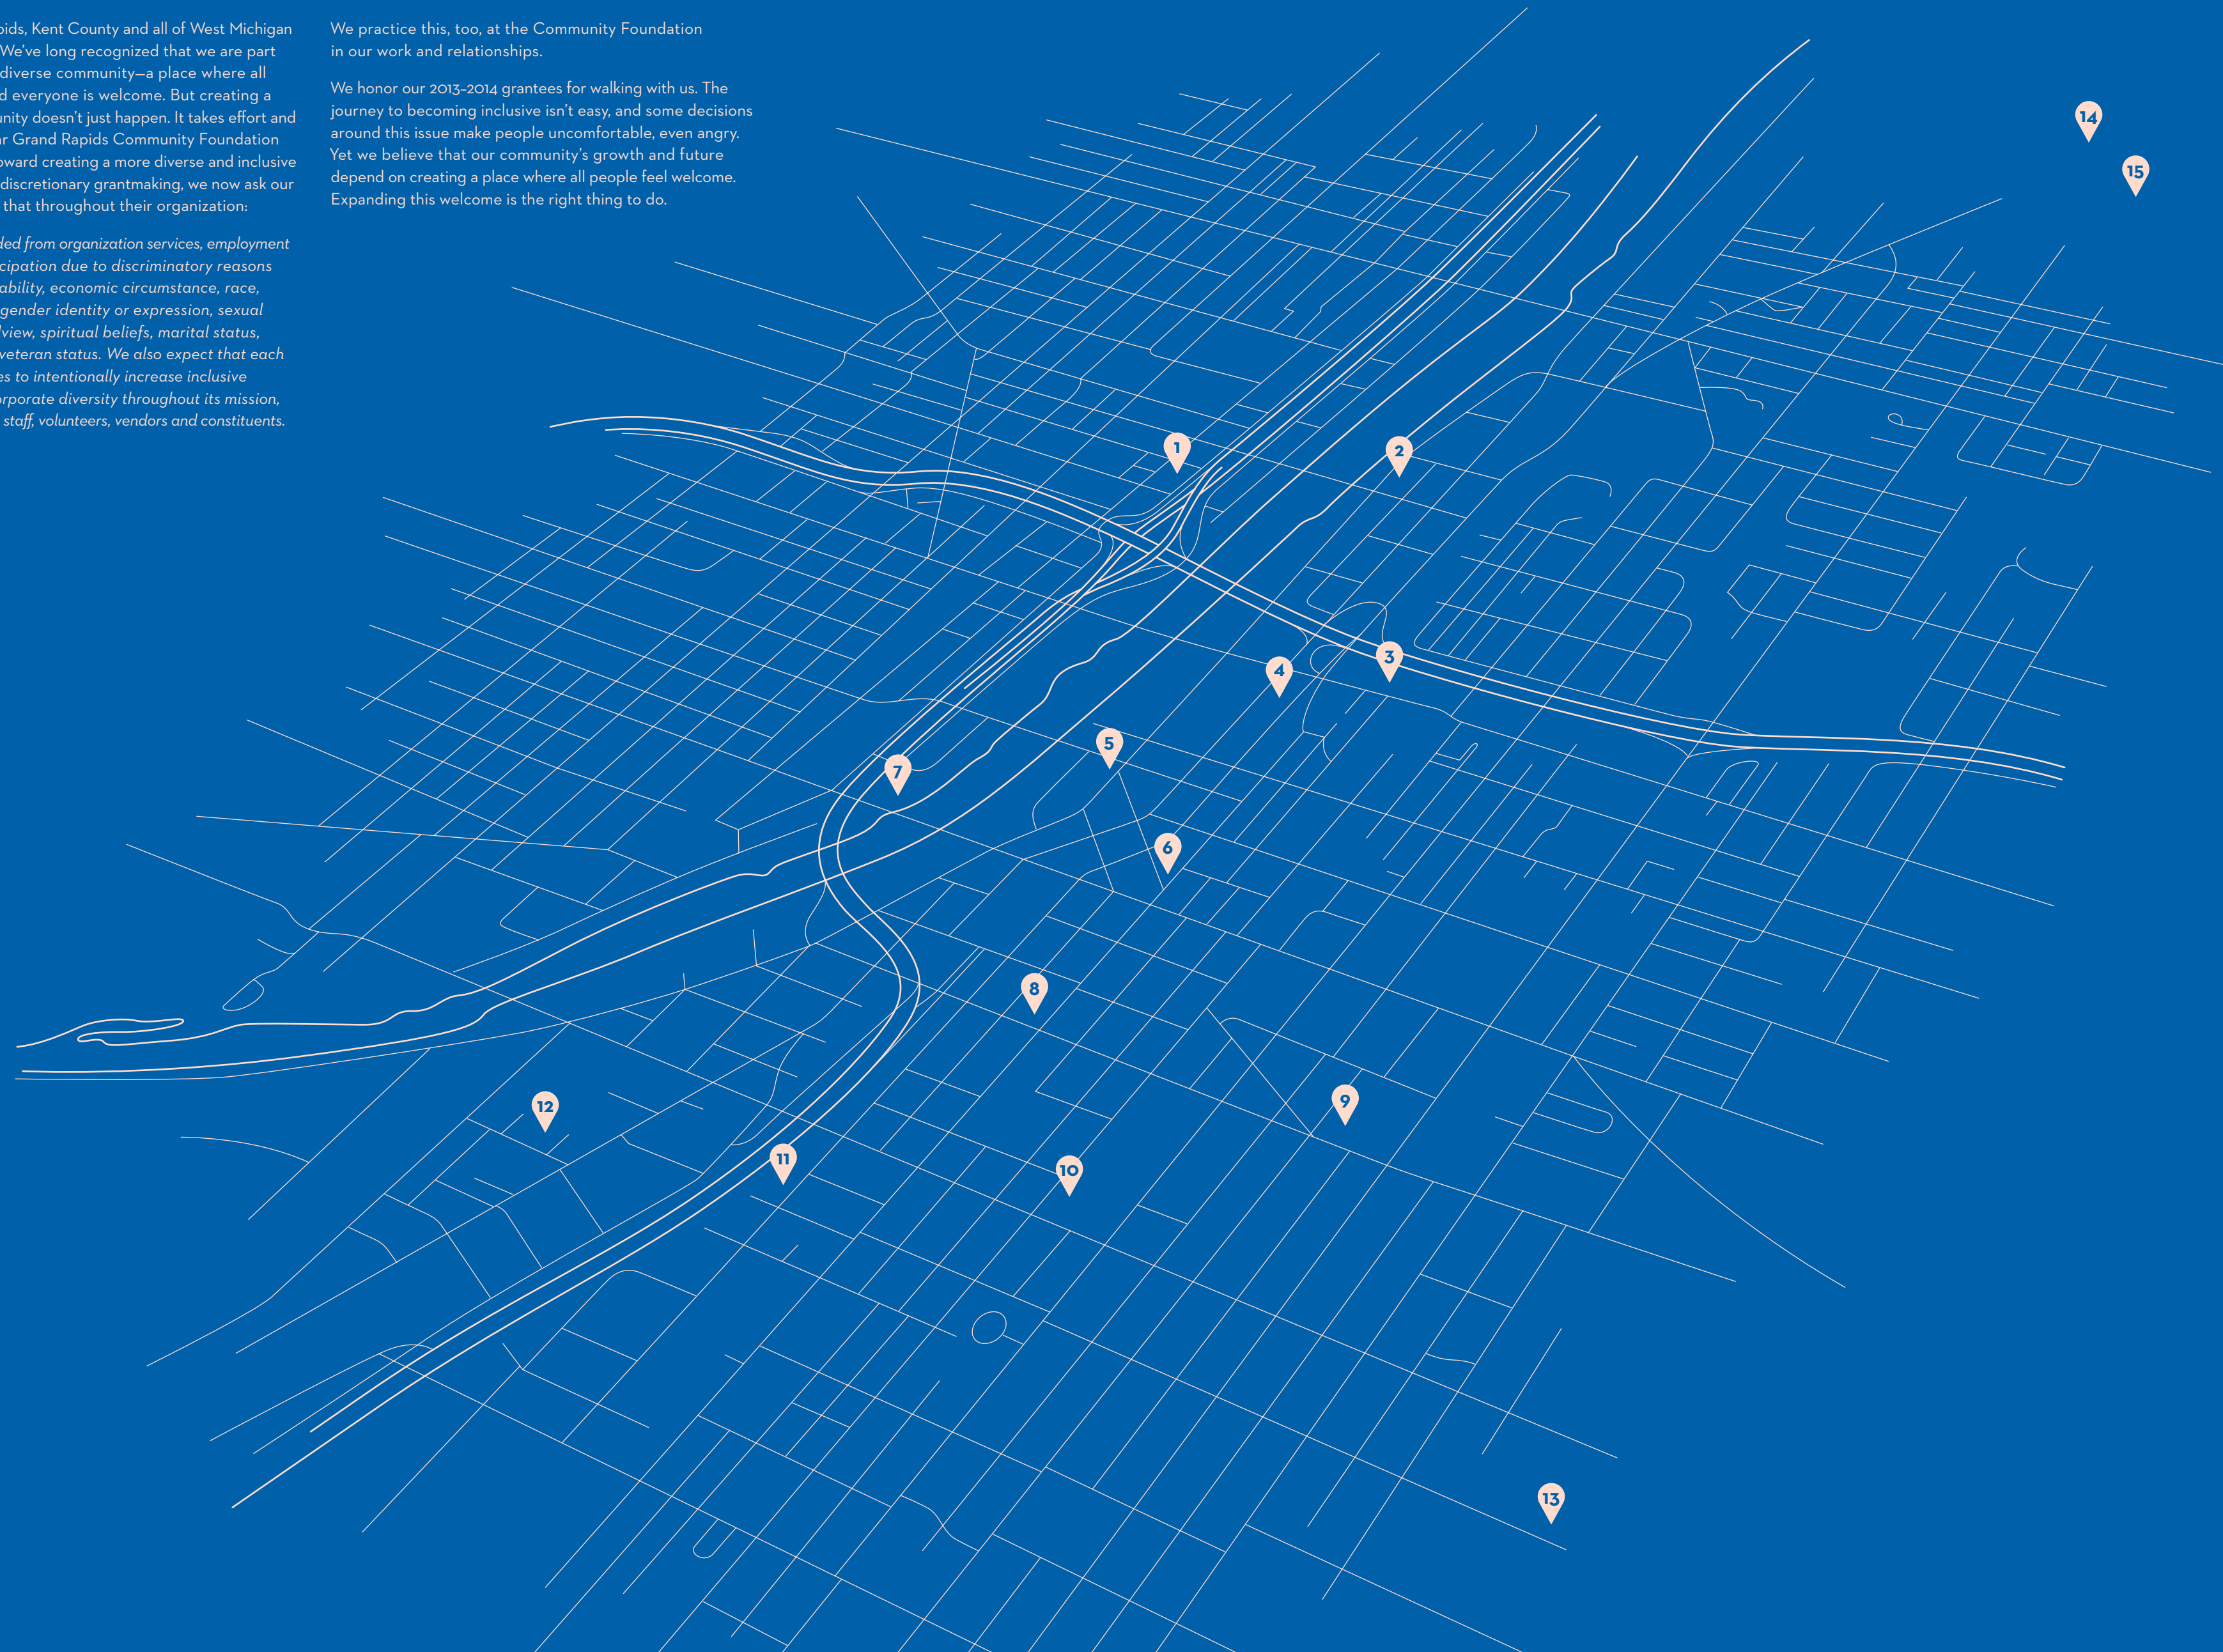 Kent County and all of West Michigan
We've long recognized that we are part
diverse community—a place where all
everyone is welcome. But creating a
doesn't just happen. It takes effort and
Grand Rapids Community Foundation
creating a more diverse and inclusive
discretionary grantmaking, we now ask our
that throughout their organization:
from organization services, employment
due to discriminatory reasons
economic circumstance, race,
gender identity or expression, sexual
spiritual beliefs, marital status,
veteran status. We also expect that each
to intentionally increase inclusive
diversity throughout its mission,
staff, volunteers, vendors and constituents.
We practice this, too, at the Community Foundation
in our work and relationships.
We honor our 2013–2014 grantees for walking with us. The
journey to becoming inclusive isn't easy, and some decisions
around this issue make people uncomfortable, even angry.
Yet we believe that our community's growth and future
depend on creating a place where all people feel welcome.
Expanding this welcome is the right thing to do.
14
15
1
2
3
4
5
7
6
8
9
12
11
10
13